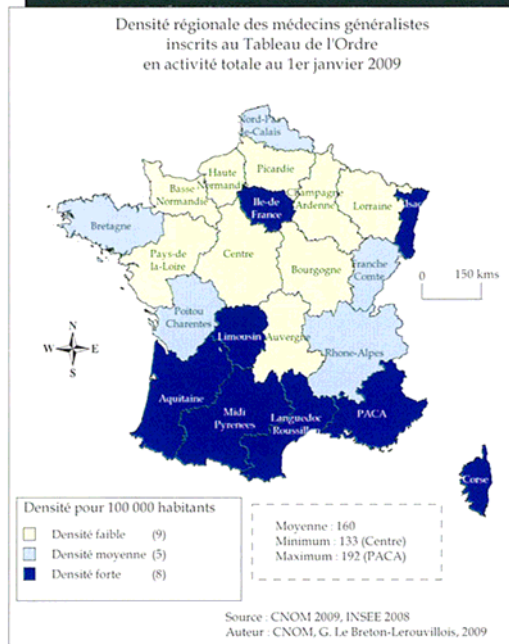 Densité régionale des médecins généralistes
inscrits au Tableau de l'Ordre
en activité totale au 1er janvier 2009
Nord-Pas
de-Calais
Picardie
Haute
Normandie
Basse
Normandie
Ile-de
France
Champagne
Ardenne
Lorraine
Alsace
Bretagne
Pays-de
la-Loire
Centre
Bourgogne
Franche
Comte
0 150 kms
Poitou
Charentes
Limousin
Auvergne
Rhone-Alpes
N
W E
S
Aquitaine
Midi
Pyrenees
Languedoc
Roussillon
PACA
Corse
Densité pour 100 000 habitants
Densité faible (9)
Densité moyenne (5)
Densité forte (8)
Moyenne : 160
Minimum : 133 (Centre)
Maximum : 192 (PACA)
Source : CNOM 2009, INSEE 2008
Auteur : CNOM, G. Le Breton-Lerouvillois, 2009